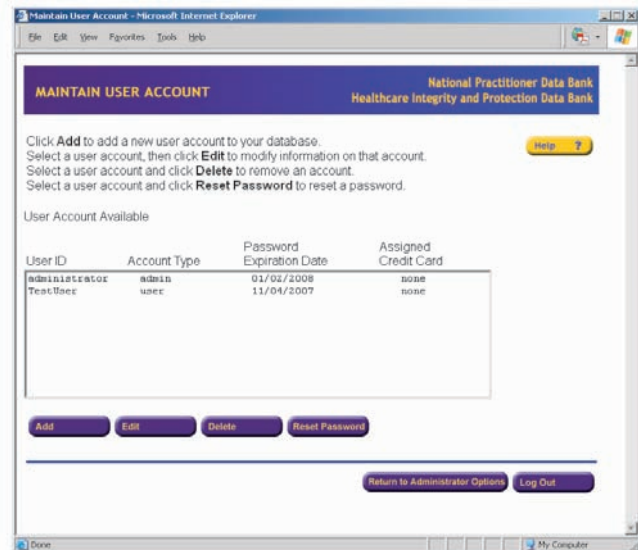 Maintain User Account - Microsoft Internet Explorer
File Edit View Favorites Tools Help
MAINTAIN USER ACCOUNT
National Practitioner Data Bank
Healthcare Integrity and Protection Data Bank
Click Add to add a new user account to your database.
Select a user account, then click Edit to modify information on that account.
Select a user account and click Delete to remove an account.
Select a user account and click Reset Password to reset a password.
Help ?
User Account Available
User ID Account Type Password Expiration Date Assigned Credit Card
administrator admin 01/02/2008 none
TestUser user 11/04/2007 none
Add Edit Delete Reset Password
Return to Administrator Options Log Out
Done My Computer